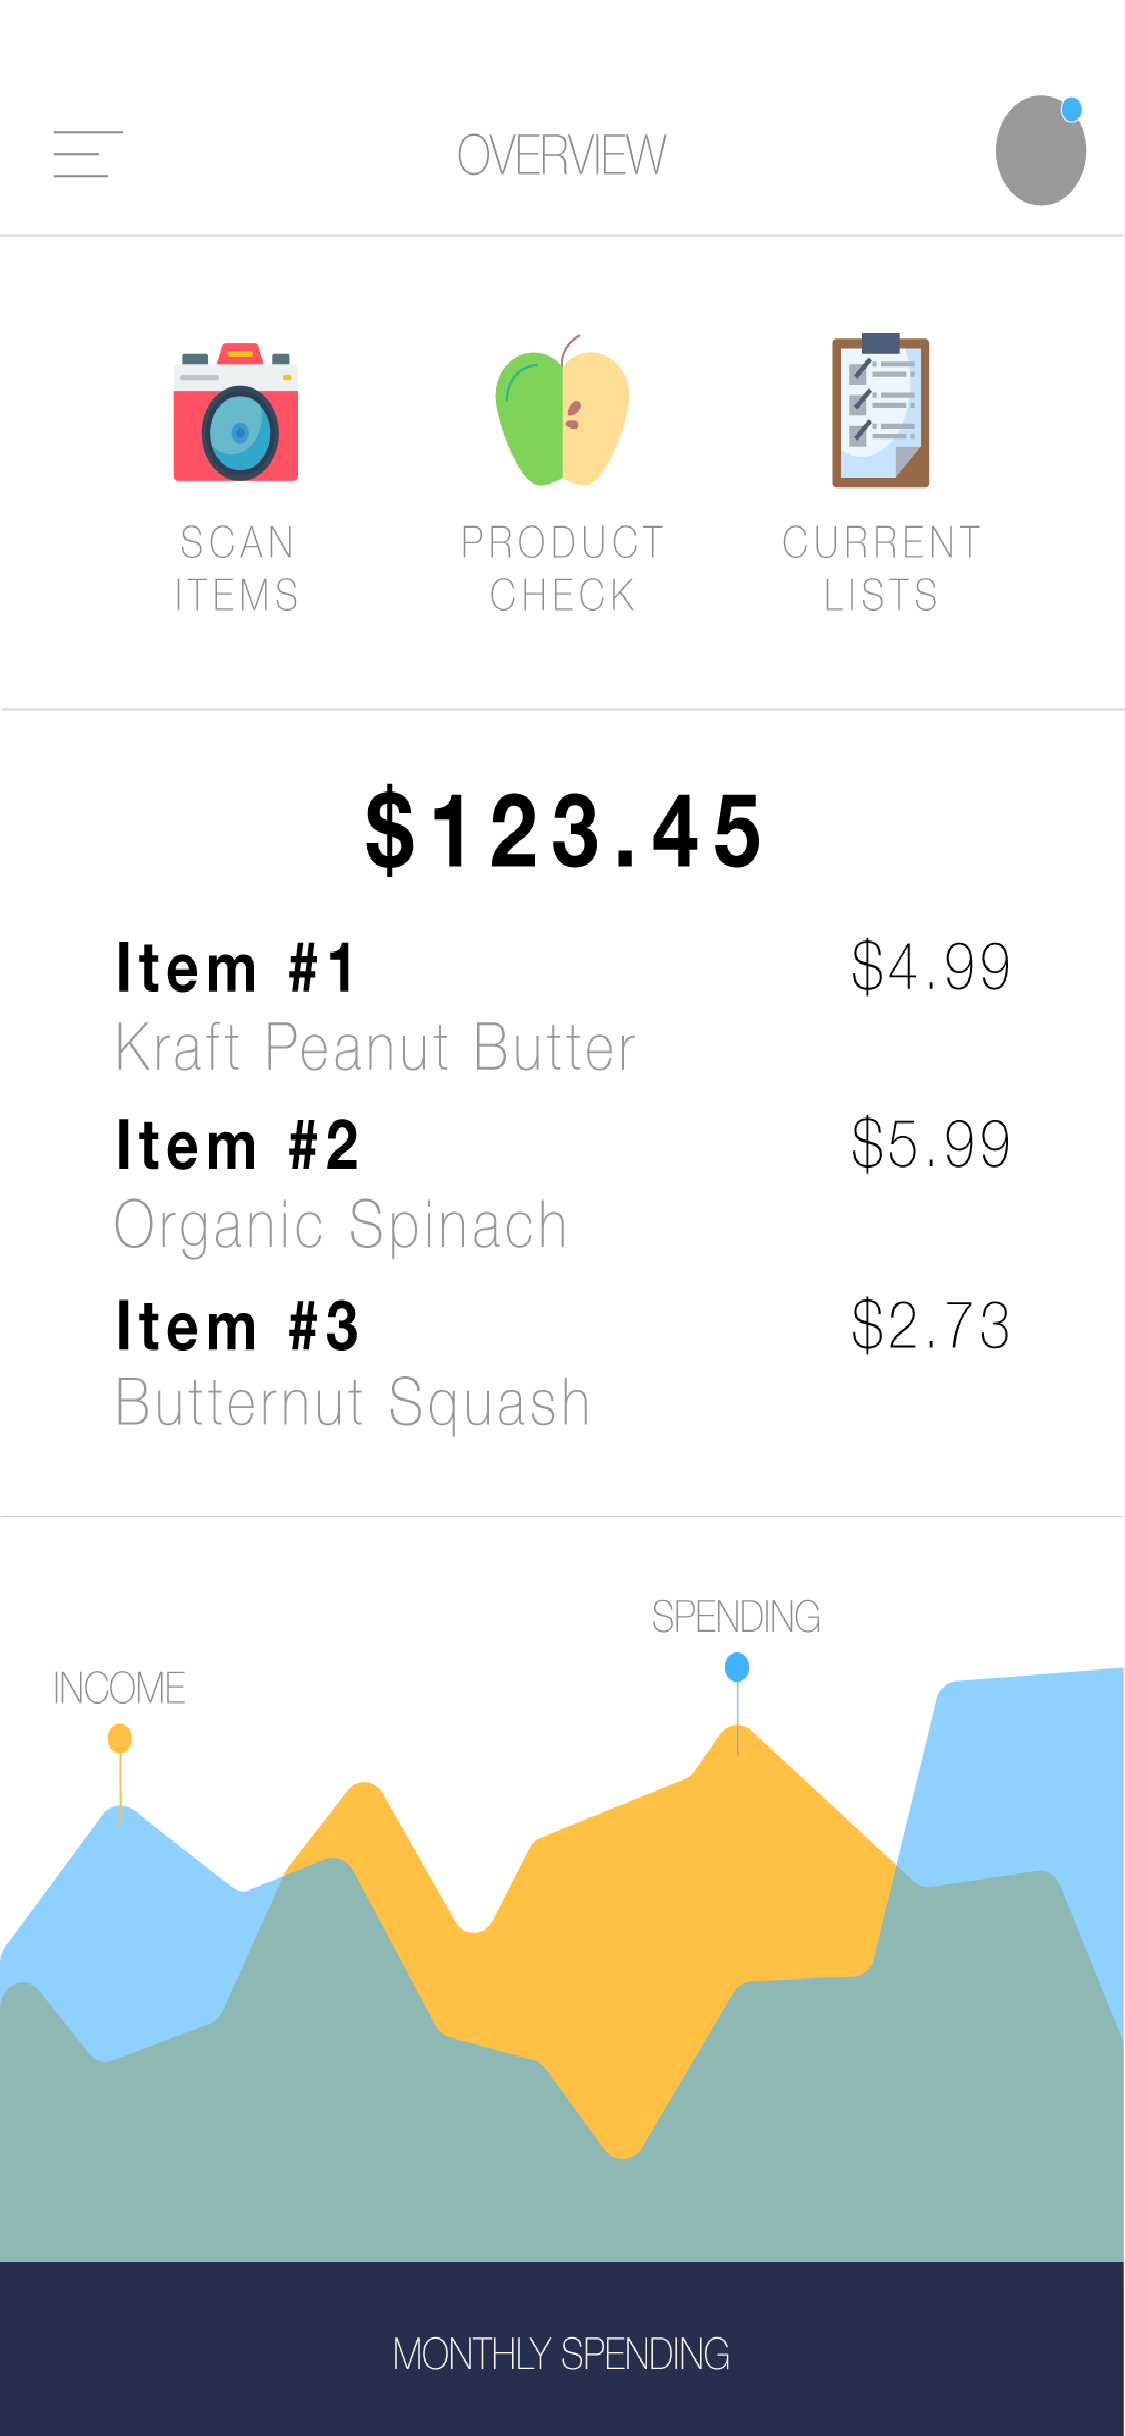 OVERVIEW
SCAN
ITEMS
PRODUCT
CHECK
CURRENT
LISTS
$123.45
Item #1 $4.99
Kraft Peanut Butter
Item #2 $5.99
Organic Spinach
Item #3 $2.73
Butternut Squash
SPENDING
INCOME
MONTHLY SPENDING